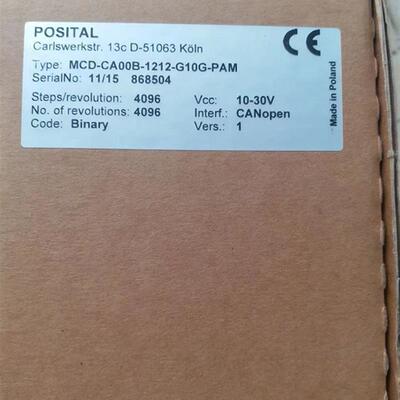 POSITAL
Carlswerkstr. 13c D-51063 Köln
CE
Type: MCD-CA00B-1212-G10G-PAM
SerialNo: 11/15 868504
Steps/revolution: 4096 Vcc: 10-30V
No. of revolutions: 4096 Interf.: CANopen
Code: Binary Vers.: 1
Made in Poland